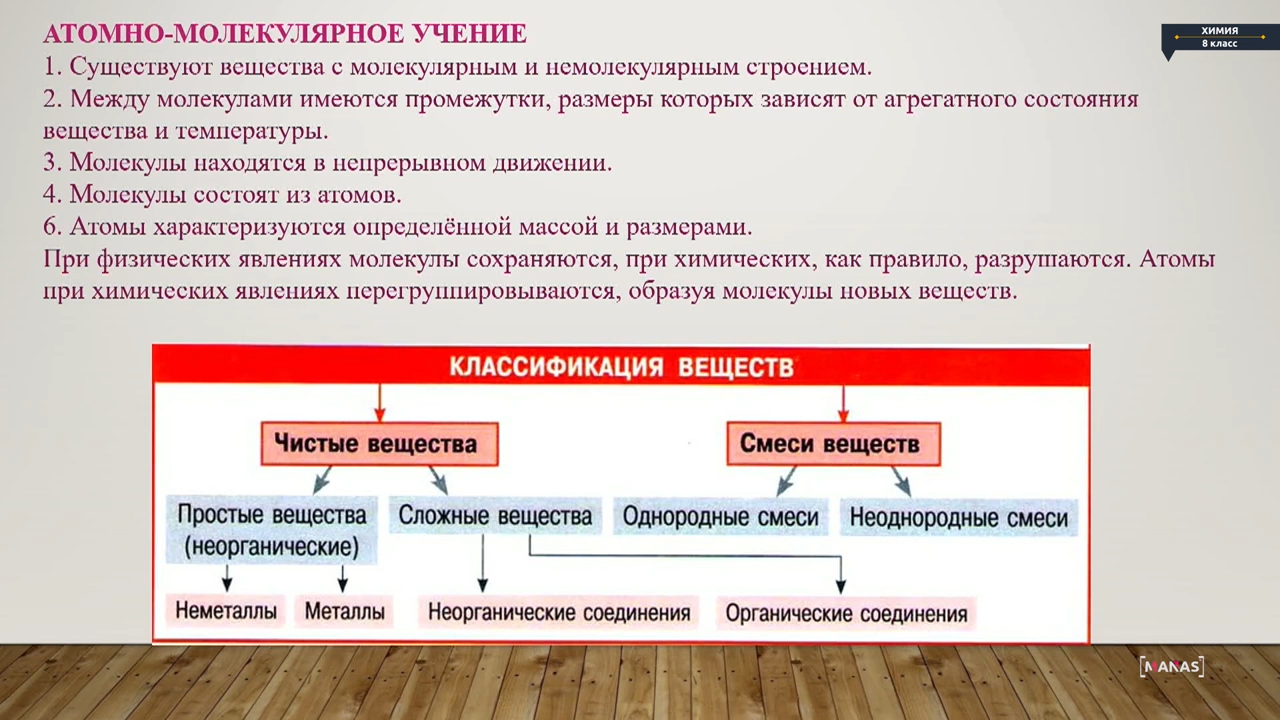 АТОМНО-МОЛЕКУЛЯРНОЕ УЧЕНИЕ
1. Существуют вещества с молекулярным и немолекулярным строением.
2. Между молекулами имеются промежутки, размеры которых зависят от агрегатного состояния
вещества и температуры.
3. Молекулы находятся в непрерывном движении.
4. Молекулы состоят из атомов.
6. Атомы характеризуются определённой массой и размерами.
При физических явлениях молекулы сохраняются, при химических, как правило, разрушаются. Атомы
при химических явлениях перегруппировываются, образуя молекулы новых веществ.
ХИМИЯ
8 класс
КЛАССИФИКАЦИЯ ВЕЩЕСТВ
Чистые вещества
Смеси веществ
Простые вещества
(неорганические)
Сложные вещества
Однородные смеси
Неоднородные смеси
Неметаллы
Металлы
Неорганические соединения
Органические соединения
[MANAS]